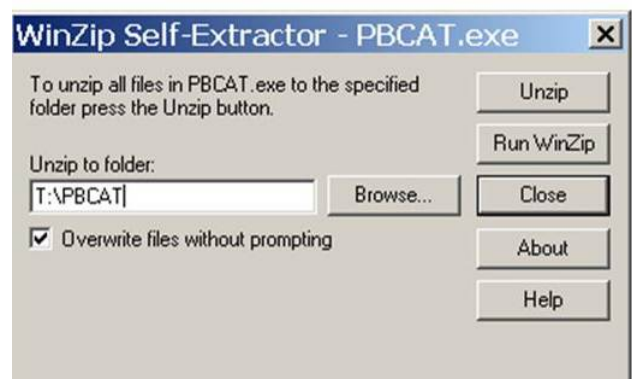 WinZip Self-Extractor - PBCAT.exe
To unzip all files in PBCAT.exe to the specified
folder press the Unzip button.
Unzip to folder:
T:\PBCAT
Browse...
Overwrite files without prompting
Unzip
Run WinZip
Close
About
Help